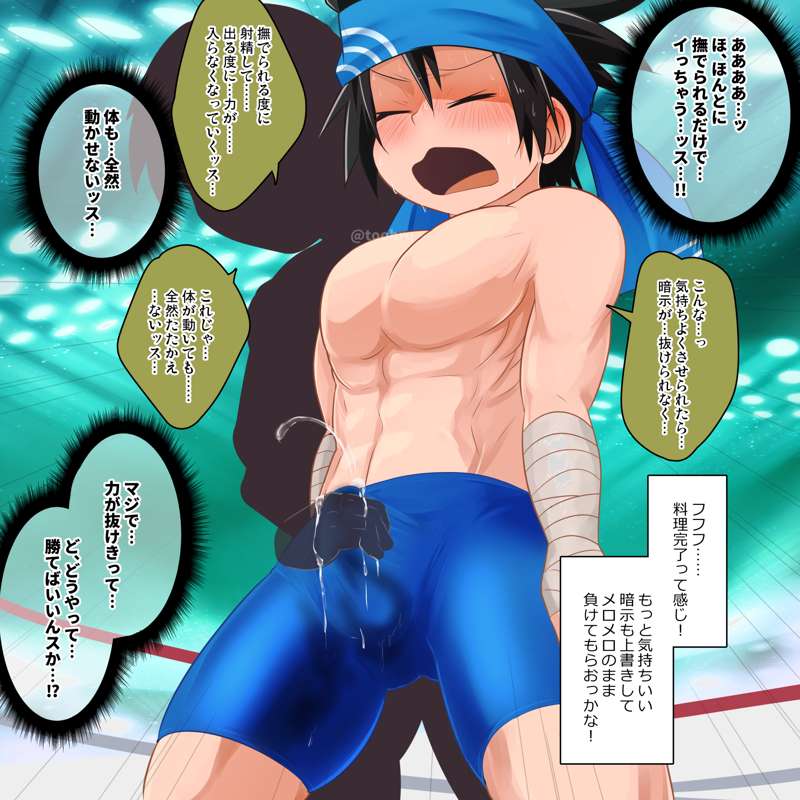 ああああ…ッ
ほ、ほんとに
撫でられるだけで…
イっちゃう…ッス…!!
撫でられる度に
射精して……
出る度に…力が……
入らなくなっていくッス…
体も…全然
動かせないッス…
こんな…っ
気持ちよくさせられたら…
暗示が…抜けられなく…
これじゃ…
体が動いても……
全然たたかえ
…ないッス…
マジで…
力が抜けきって…
ど、どうやって…
勝てばいいんスか…!?
フフフ……
料理完了って感じ！
もっと気持ちいい
暗示も上書きして
メロメロのまま
負けてもらおっかな！